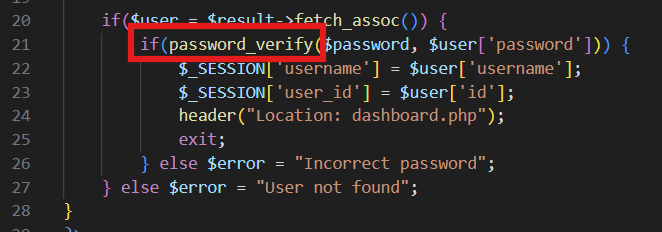 20 if($user = $result->fetch_assoc()) {
21 if(password_verify($password, $user['password'])) {
22 $_SESSION['username'] = $user['username'];
23 $_SESSION['user_id'] = $user['id'];
24 header("Location: dashboard.php");
25 exit;
26 } else $error = "Incorrect password";
27 } else $error = "User not found";
28 }